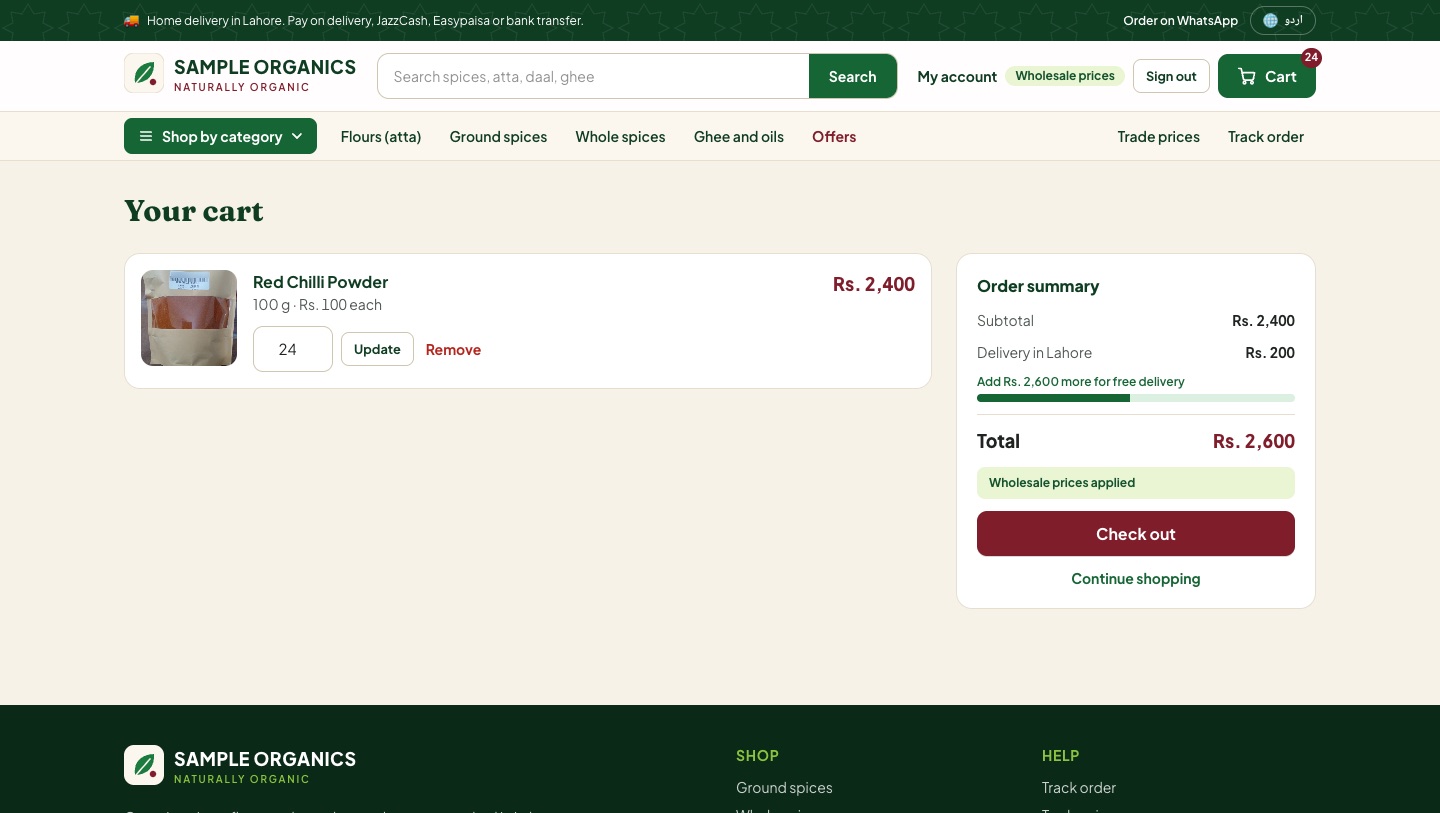 Home delivery in Lahore. Pay on delivery, JazzCash, Easypaisa or bank transfer.
Order on WhatsApp
اردو
SAMPLE ORGANICS
NATURALLY ORGANIC
Search spices, atta, daal, ghee
Search
My account
Wholesale prices
Sign out
Cart
24
Shop by category
Flours (atta)
Ground spices
Whole spices
Ghee and oils
Offers
Trade prices
Track order
Your cart
Red Chilli Powder
100 g · Rs. 100 each
24
Update
Remove
Rs. 2,400
Order summary
Subtotal Rs. 2,400
Delivery in Lahore Rs. 200
Add Rs. 2,600 more for free delivery
Total Rs. 2,600
Wholesale prices applied
Check out
Continue shopping
SAMPLE ORGANICS
NATURALLY ORGANIC
SHOP
Ground spices
HELP
Track order